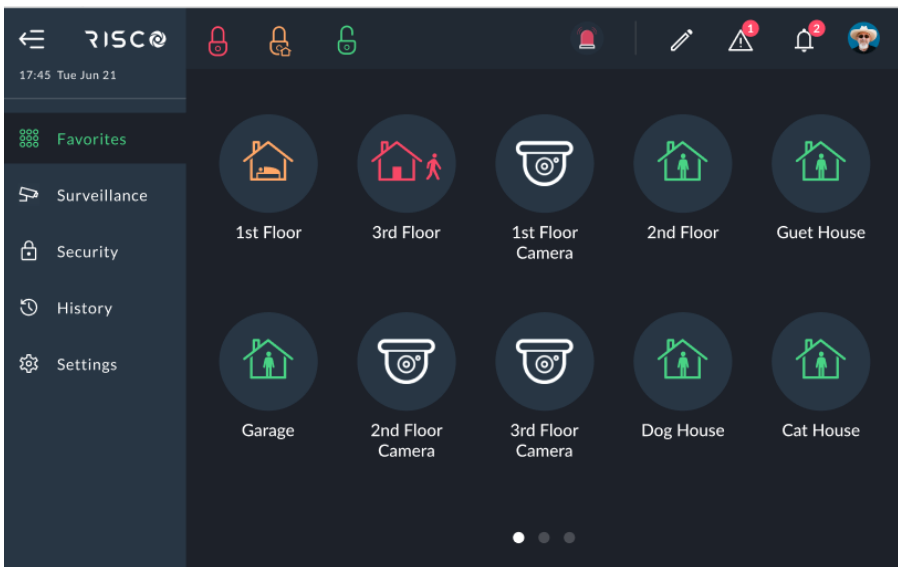 RISCO
1
2
17:45 Tue Jun 21
Favorites
Surveillance
Security
History
Settings
1st Floor
3rd Floor
1st Floor
Camera
2nd Floor
Guet House
Garage
2nd Floor
Camera
3rd Floor
Camera
Dog House
Cat House